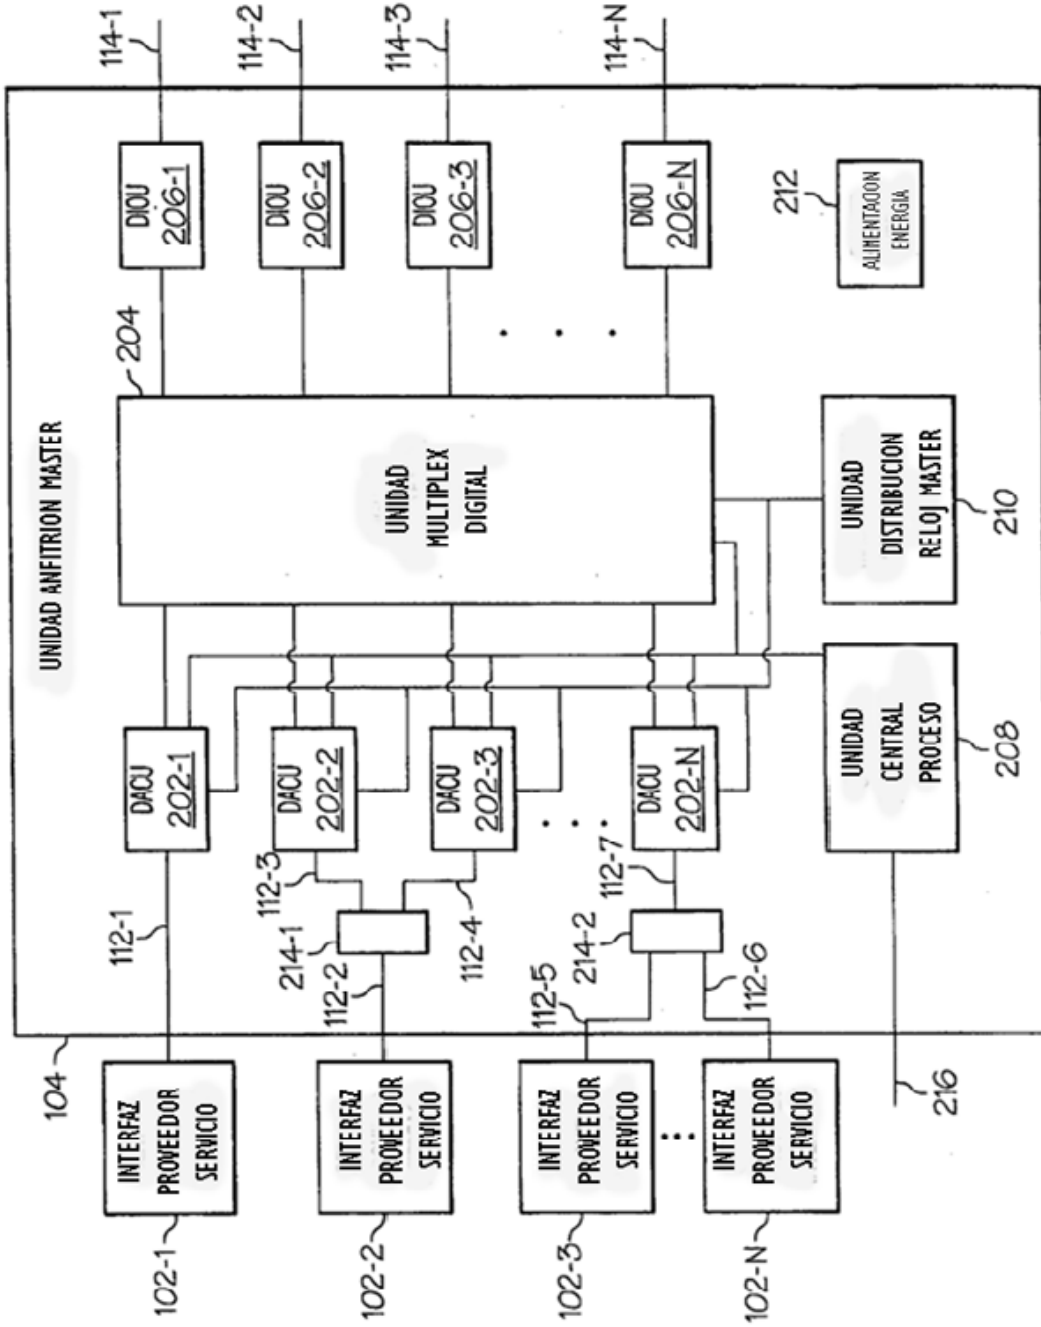 114-1
114-2
114-3
114-N
DIOU
206-1
DIOU
206-2
DIOU
206-3
DIOU
206-N
212
ALIMENTACION
ENERGIA
204
UNIDAD ANFITRION MASTER
UNIDAD
MULTIPLEX
DIGITAL
UNIDAD
DISTRIBUCION
RELOJ MASTER
210
DACU
202-1
DACU
202-2
DACU
202-3
DACU
202-N
UNIDAD
CENTRAL
PROCESO
208
112-1
112-3
112-4
112-7
214-1
214-2
112-2
112-5
112-6
104
216
INTERFAZ
PROVEEDOR
SERVICIO
INTERFAZ
PROVEEDOR
SERVICIO
INTERFAZ
PROVEEDOR
SERVICIO
INTERFAZ
PROVEEDOR
SERVICIO
102-1
102-2
102-3
102-N